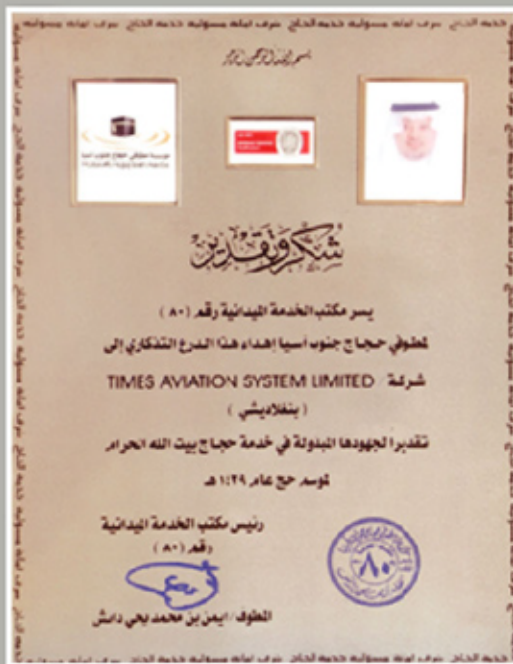 بسم الله الرحمن الرحيم
شكر وتقدير
يسر مكتب الخدمة الميدانية رقم (٨٠)
لمطوفي حجاج جنوب آسيا إهداء هذا الدرع التذكاري إلى
شركة / TIMES AVIATION SYSTEM LIMITED
( بنغلاديشي )
تقديراً لجهودها المبذولة في خدمة حجاج بيت الله الحرام
لموسم حج عام ١٤٢٩ هـ
رئيس مكتب الخدمة الميدانية
رقم (٨٠)
٨٠
المطوف / ايمن بن محمد يحي دانش